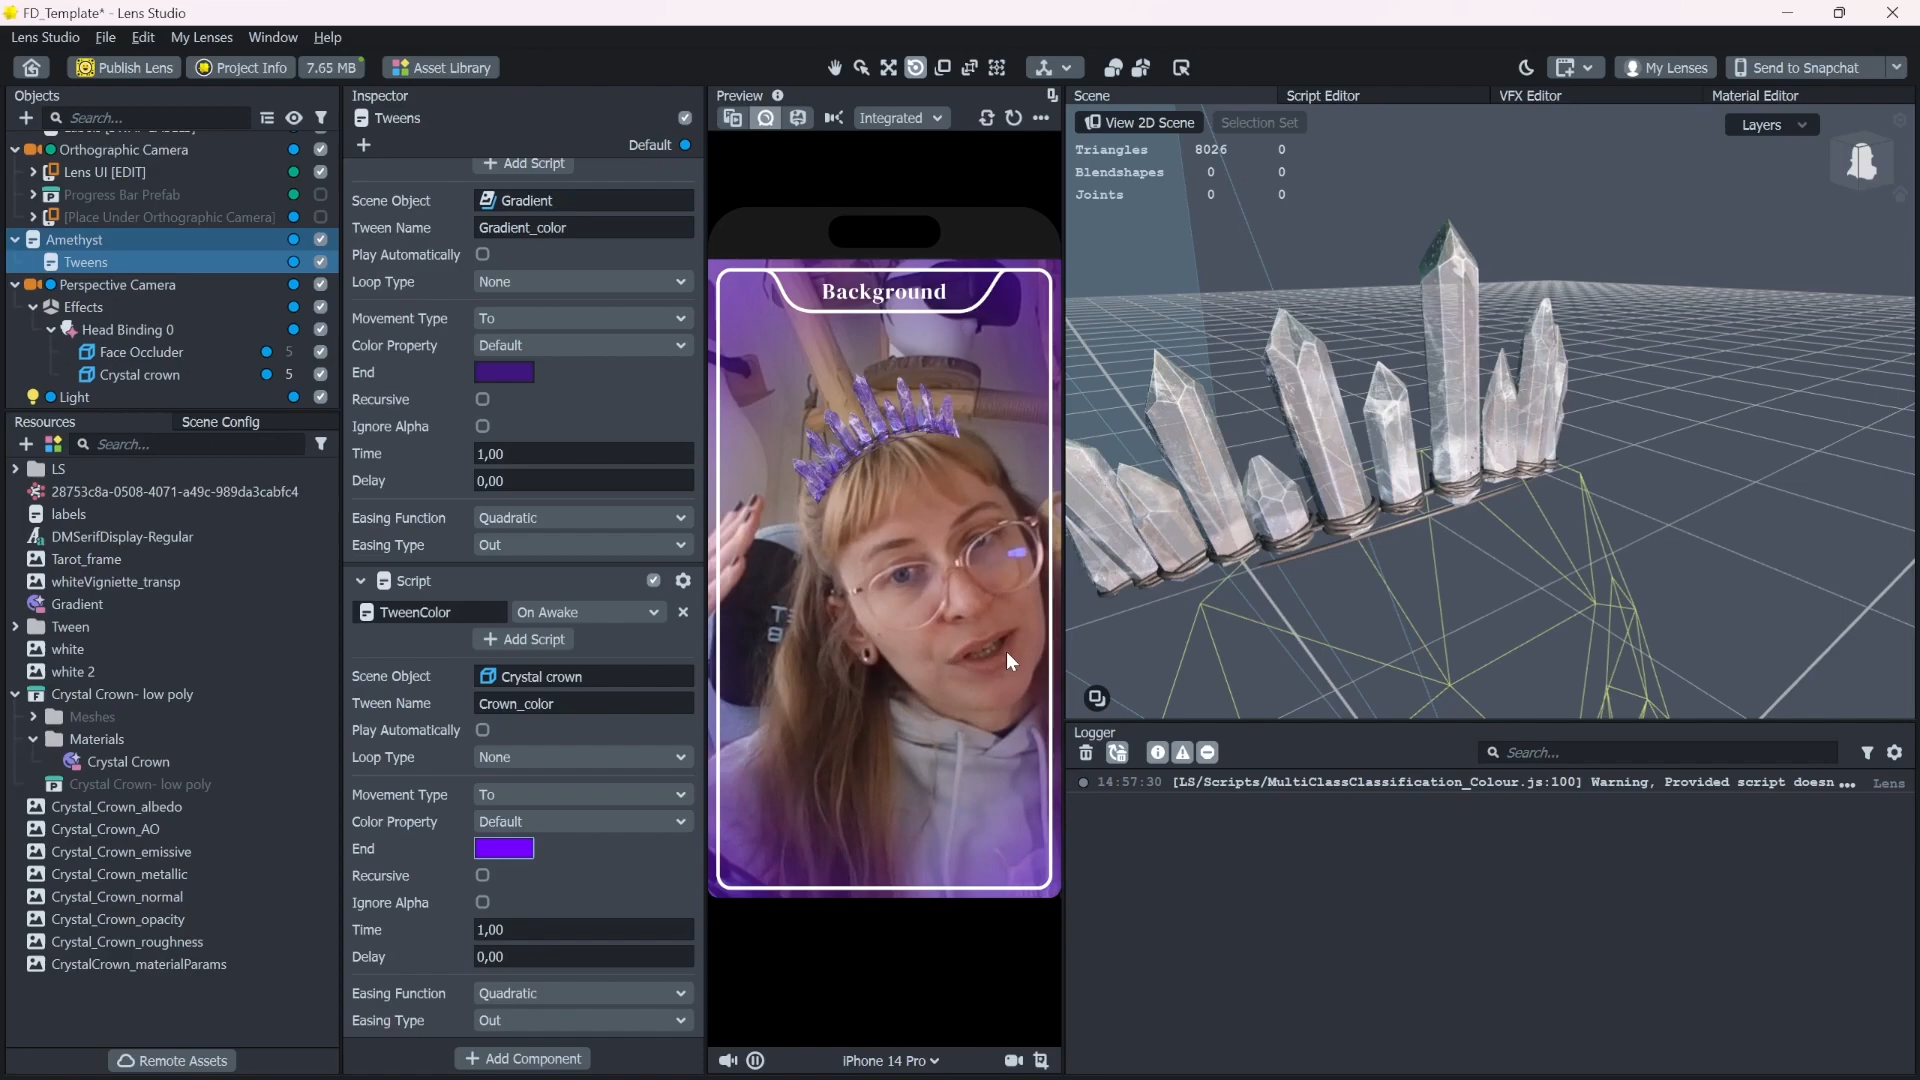 FD_Template* - Lens Studio
Lens Studio File Edit My Lenses Window Help
Publish Lens Project Info 7.65 MB Asset Library My Lenses Send to Snapchat
Objects
Search...
Orthographic Camera
Lens UI [EDIT]
Progress Bar Prefab
[Place Under Orthographic Camera]
Amethyst
Tweens
Perspective Camera
Effects
Head Binding 0
Face Occluder 5
Crystal crown 5
Light
Resources Scene Config
Search...
LS
28753c8a-0508-4071-a49c-989da3cabfc4
labels
DMSerifDisplay-Regular
Tarot_frame
whiteVigniette_transp
Gradient
Tween
white
white 2
Crystal Crown- low poly
Meshes
Materials
Crystal Crown
Crystal Crown- low poly
Crystal_Crown_albedo
Crystal_Crown_AO
Crystal_Crown_emissive
Crystal_Crown_metallic
Crystal_Crown_normal
Crystal_Crown_opacity
Crystal_Crown_roughness
CrystalCrown_materialParams
Remote Assets
Inspector
Tweens
Default
+ Add Script
Scene Object Gradient
Tween Name Gradient_color
Play Automatically
Loop Type None
Movement Type To
Color Property Default
End
Recursive
Ignore Alpha
Time 1,00
Delay 0,00
Easing Function Quadratic
Easing Type Out
Script
TweenColor On Awake
+ Add Script
Scene Object Crystal crown
Tween Name Crown_color
Play Automatically
Loop Type None
Movement Type To
Color Property Default
End
Recursive
Ignore Alpha
Time 1,00
Delay 0,00
Easing Function Quadratic
Easing Type Out
+ Add Component
Preview
Integrated
Background
iPhone 14 Pro
Scene Script Editor VFX Editor Material Editor
View 2D Scene Selection Set Layers
Triangles 8026 0
Blendshapes 0 0
Joints 0 0
Logger
Search...
14:57:30 [LS/Scripts/MultiClassClassification_Colour.js:100] Warning, Provided script doesn ... Lens